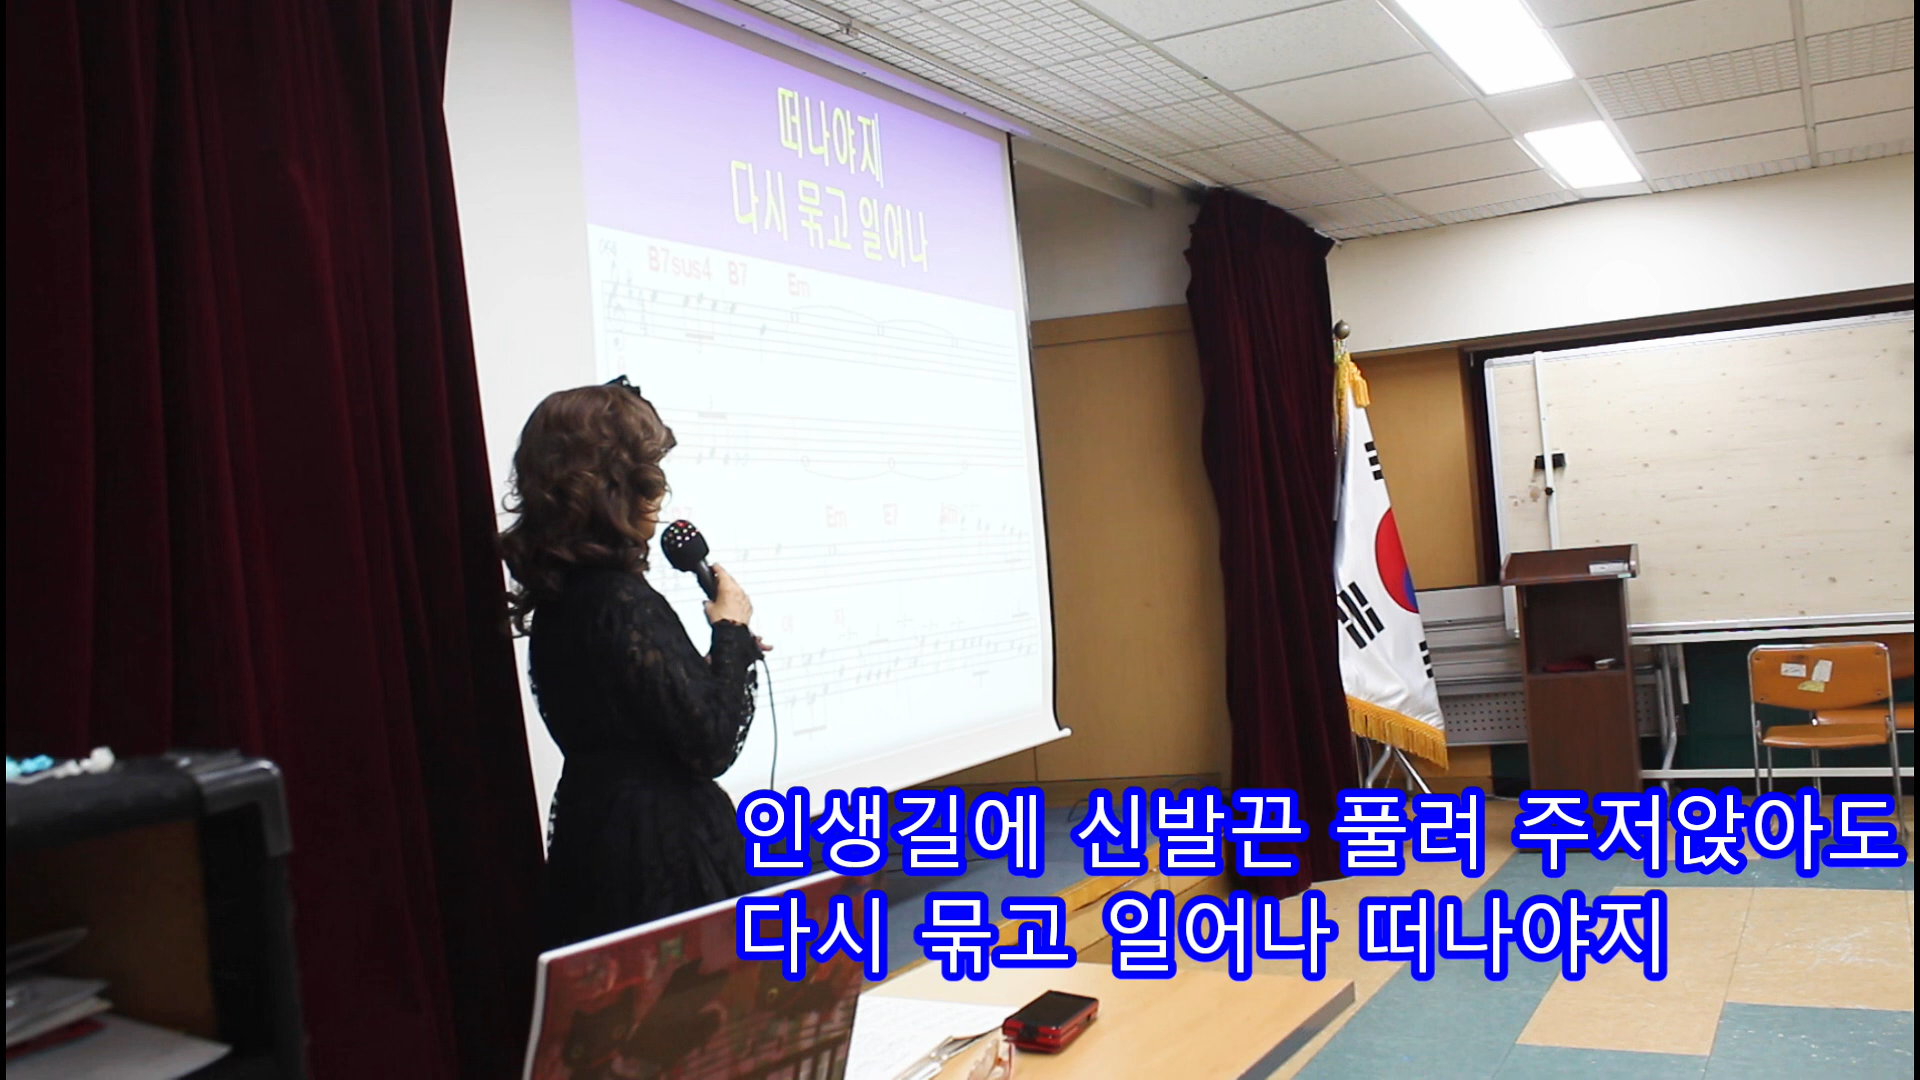 떠나야지
다시 묶고 일어나
B7sus4 B7 Em
Em E7 Am
인생길에 신발끈 풀려 주저앉아도
다시 묶고 일어나 떠나야지